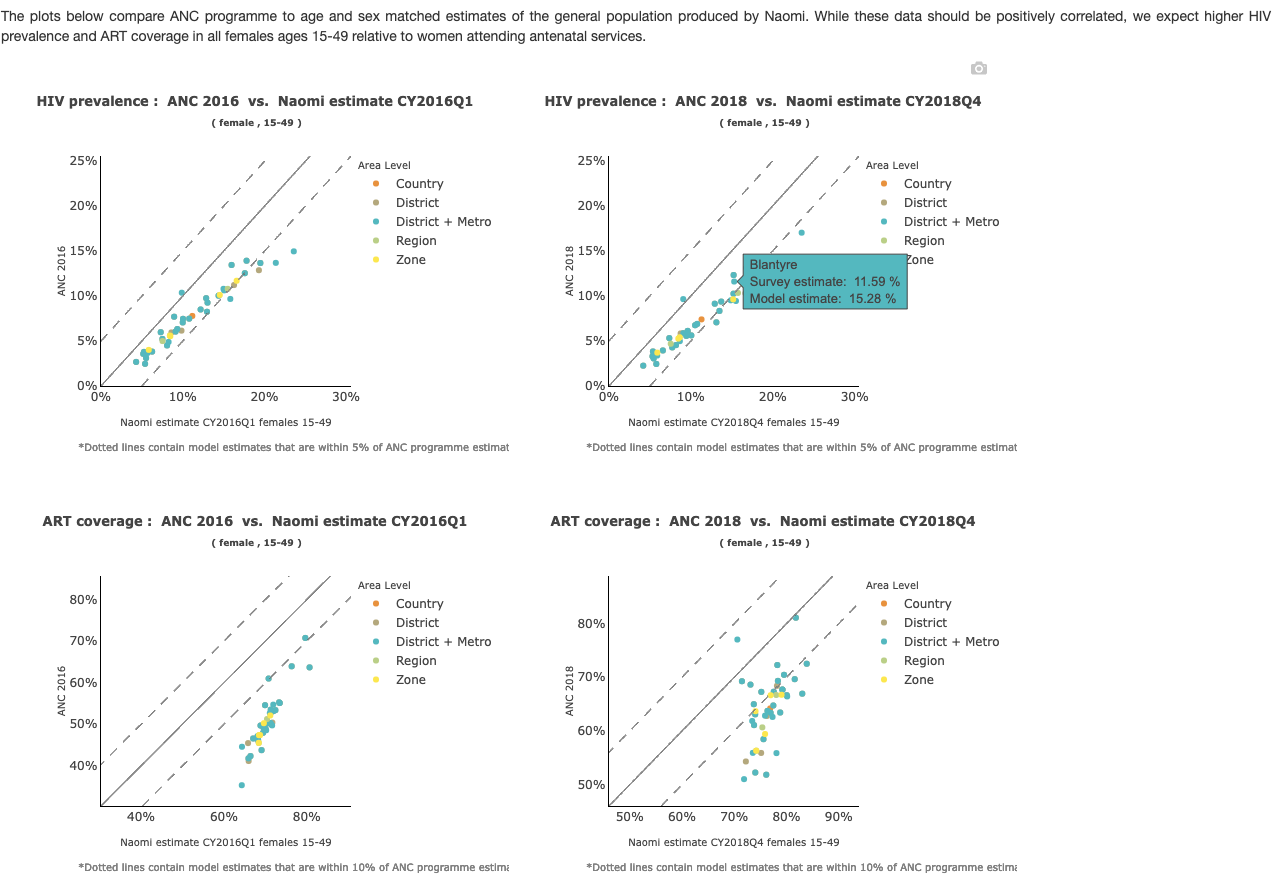 The plots below compare ANC programme to age and sex matched estimates of the general population produced by Naomi. While these data should be positively correlated, we expect higher HIV
prevalence and ART coverage in all females ages 15-49 relative to women attending antenatal services.
HIV prevalence : ANC 2016 vs. Naomi estimate CY2016Q1
( female , 15-49 )
25%
20%
15%
10%
5%
0%
ANC 2016
0% 10% 20% 30%
Naomi estimate CY2016Q1 females 15-49
*Dotted lines contain model estimates that are within 5% of ANC programme estimat
Area Level
Country
District
District + Metro
Region
Zone
HIV prevalence : ANC 2018 vs. Naomi estimate CY2018Q4
( female , 15-49 )
25%
20%
15%
10%
5%
0%
ANC 2018
0% 10% 20% 30%
Naomi estimate CY2018Q4 females 15-49
*Dotted lines contain model estimates that are within 5% of ANC programme estimat
Area Level
Country
District
District + Metro
Region
Zone
Blantyre
Survey estimate: 11.59 %
Model estimate: 15.28 %
ART coverage : ANC 2016 vs. Naomi estimate CY2016Q1
( female , 15-49 )
80%
70%
60%
50%
40%
ANC 2016
40% 60% 80%
Naomi estimate CY2016Q1 females 15-49
*Dotted lines contain model estimates that are within 10% of ANC programme estima
Area Level
Country
District
District + Metro
Region
Zone
ART coverage : ANC 2018 vs. Naomi estimate CY2018Q4
( female , 15-49 )
80%
70%
60%
50%
ANC 2018
50% 60% 70% 80% 90%
Naomi estimate CY2018Q4 females 15-49
*Dotted lines contain model estimates that are within 10% of ANC programme estima
Area Level
Country
District
District + Metro
Region
Zone